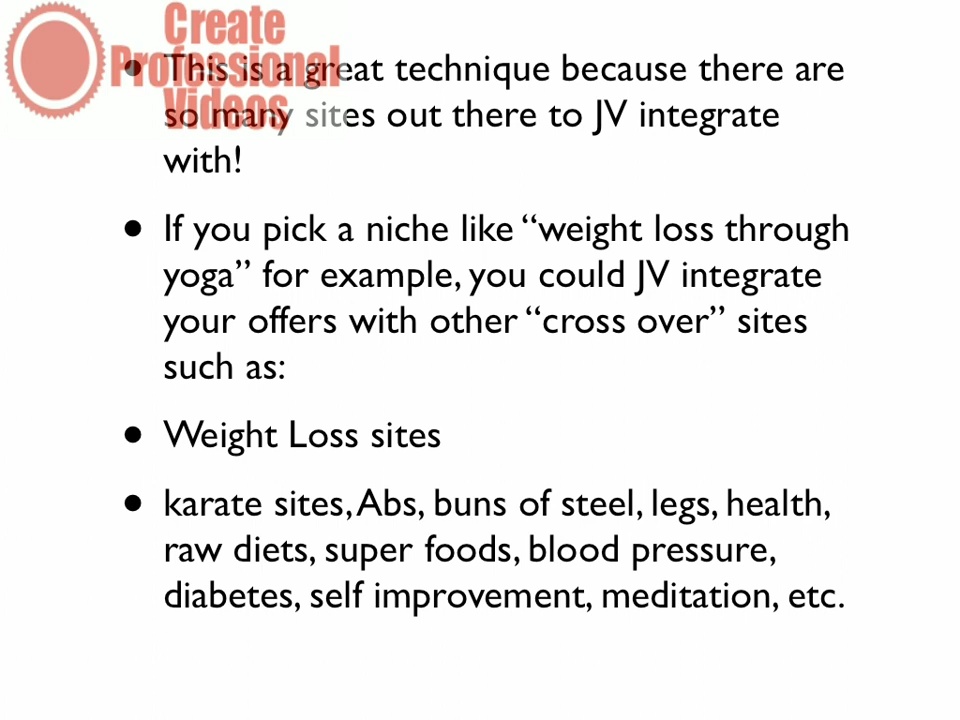 Create
Professional
Videos
• This is a great technique because there are
so many sites out there to JV integrate
with!
• If you pick a niche like “weight loss through
yoga” for example, you could JV integrate
your offers with other “cross over” sites
such as:
• Weight Loss sites
• karate sites, Abs, buns of steel, legs, health,
raw diets, super foods, blood pressure,
diabetes, self improvement, meditation, etc.